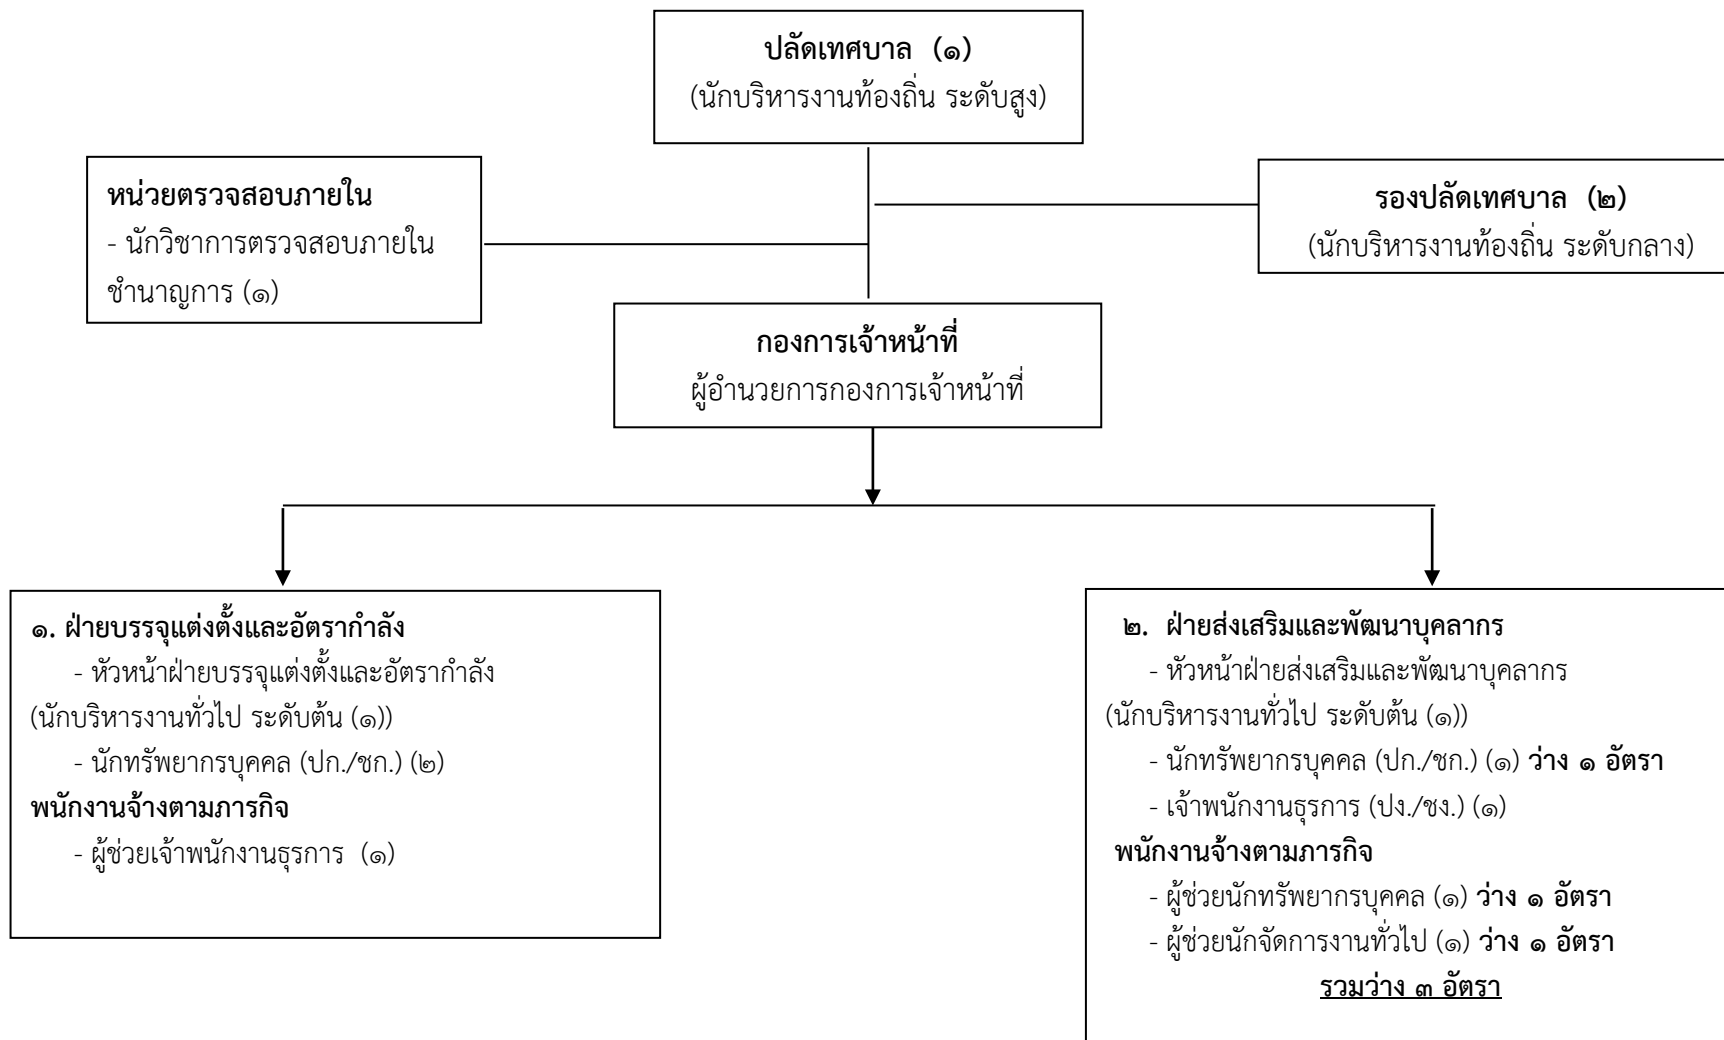 ปลัดเทศบาล (๑)
(นักบริหารงานท้องถิ่น ระดับสูง)
หน่วยตรวจสอบภายใน
- นักวิชาการตรวจสอบภายใน
ชำนาญการ (๑)
รองปลัดเทศบาล (๒)
(นักบริหารงานท้องถิ่น ระดับกลาง)
กองการเจ้าหน้าที่
ผู้อำนวยการกองการเจ้าหน้าที่
๑. ฝ่ายบรรจุแต่งตั้งและอัตรากำลัง
- หัวหน้าฝ่ายบรรจุแต่งตั้งและอัตรากำลัง
(นักบริหารงานทั่วไป ระดับต้น (๑))
- นักทรัพยากรบุคคล (ปก./ชก.) (๒)
พนักงานจ้างตามภารกิจ
- ผู้ช่วยเจ้าพนักงานธุรการ (๑)
๒. ฝ่ายส่งเสริมและพัฒนาบุคลากร
- หัวหน้าฝ่ายส่งเสริมและพัฒนาบุคลากร
(นักบริหารงานทั่วไป ระดับต้น (๑))
- นักทรัพยากรบุคคล (ปก./ชก.) (๑) ว่าง ๑ อัตรา
- เจ้าพนักงานธุรการ (ปง./ชง.) (๑)
พนักงานจ้างตามภารกิจ
- ผู้ช่วยนักทรัพยากรบุคคล (๑) ว่าง ๑ อัตรา
- ผู้ช่วยนักจัดการงานทั่วไป (๑) ว่าง ๑ อัตรา
รวมว่าง ๓ อัตรา